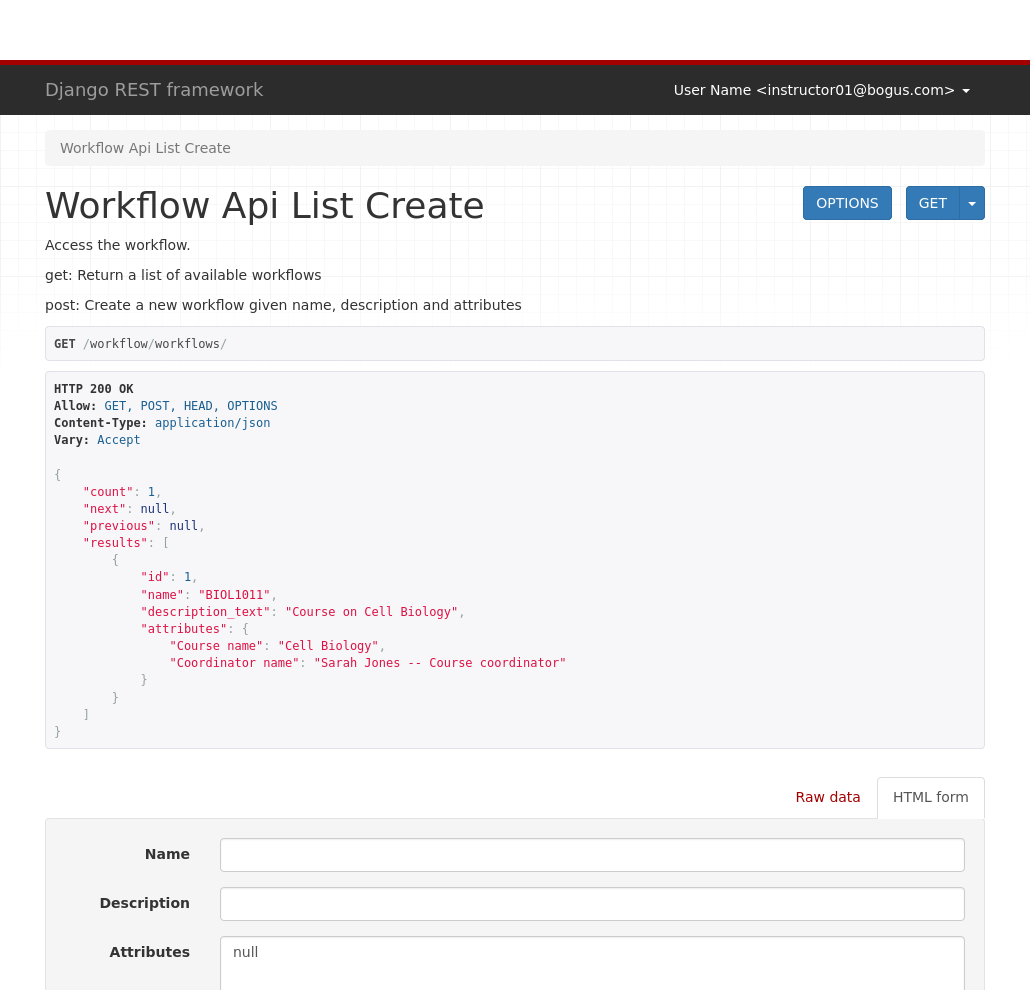 Django REST framework
User Name <instructor01@bogus.com>
Workflow Api List Create
Workflow Api List Create
OPTIONS
GET
Access the workflow.
get: Return a list of available workflows
post: Create a new workflow given name, description and attributes
GET /workflow/workflows/
HTTP 200 OK
Allow: GET, POST, HEAD, OPTIONS
Content-Type: application/json
Vary: Accept
{
    "count": 1,
    "next": null,
    "previous": null,
    "results": [
        {
            "id": 1,
            "name": "BIOL1011",
            "description_text": "Course on Cell Biology",
            "attributes": {
                "Course name": "Cell Biology",
                "Coordinator name": "Sarah Jones -- Course coordinator"
            }
        }
    ]
}
Raw data
HTML form
Name
Description
Attributes
null